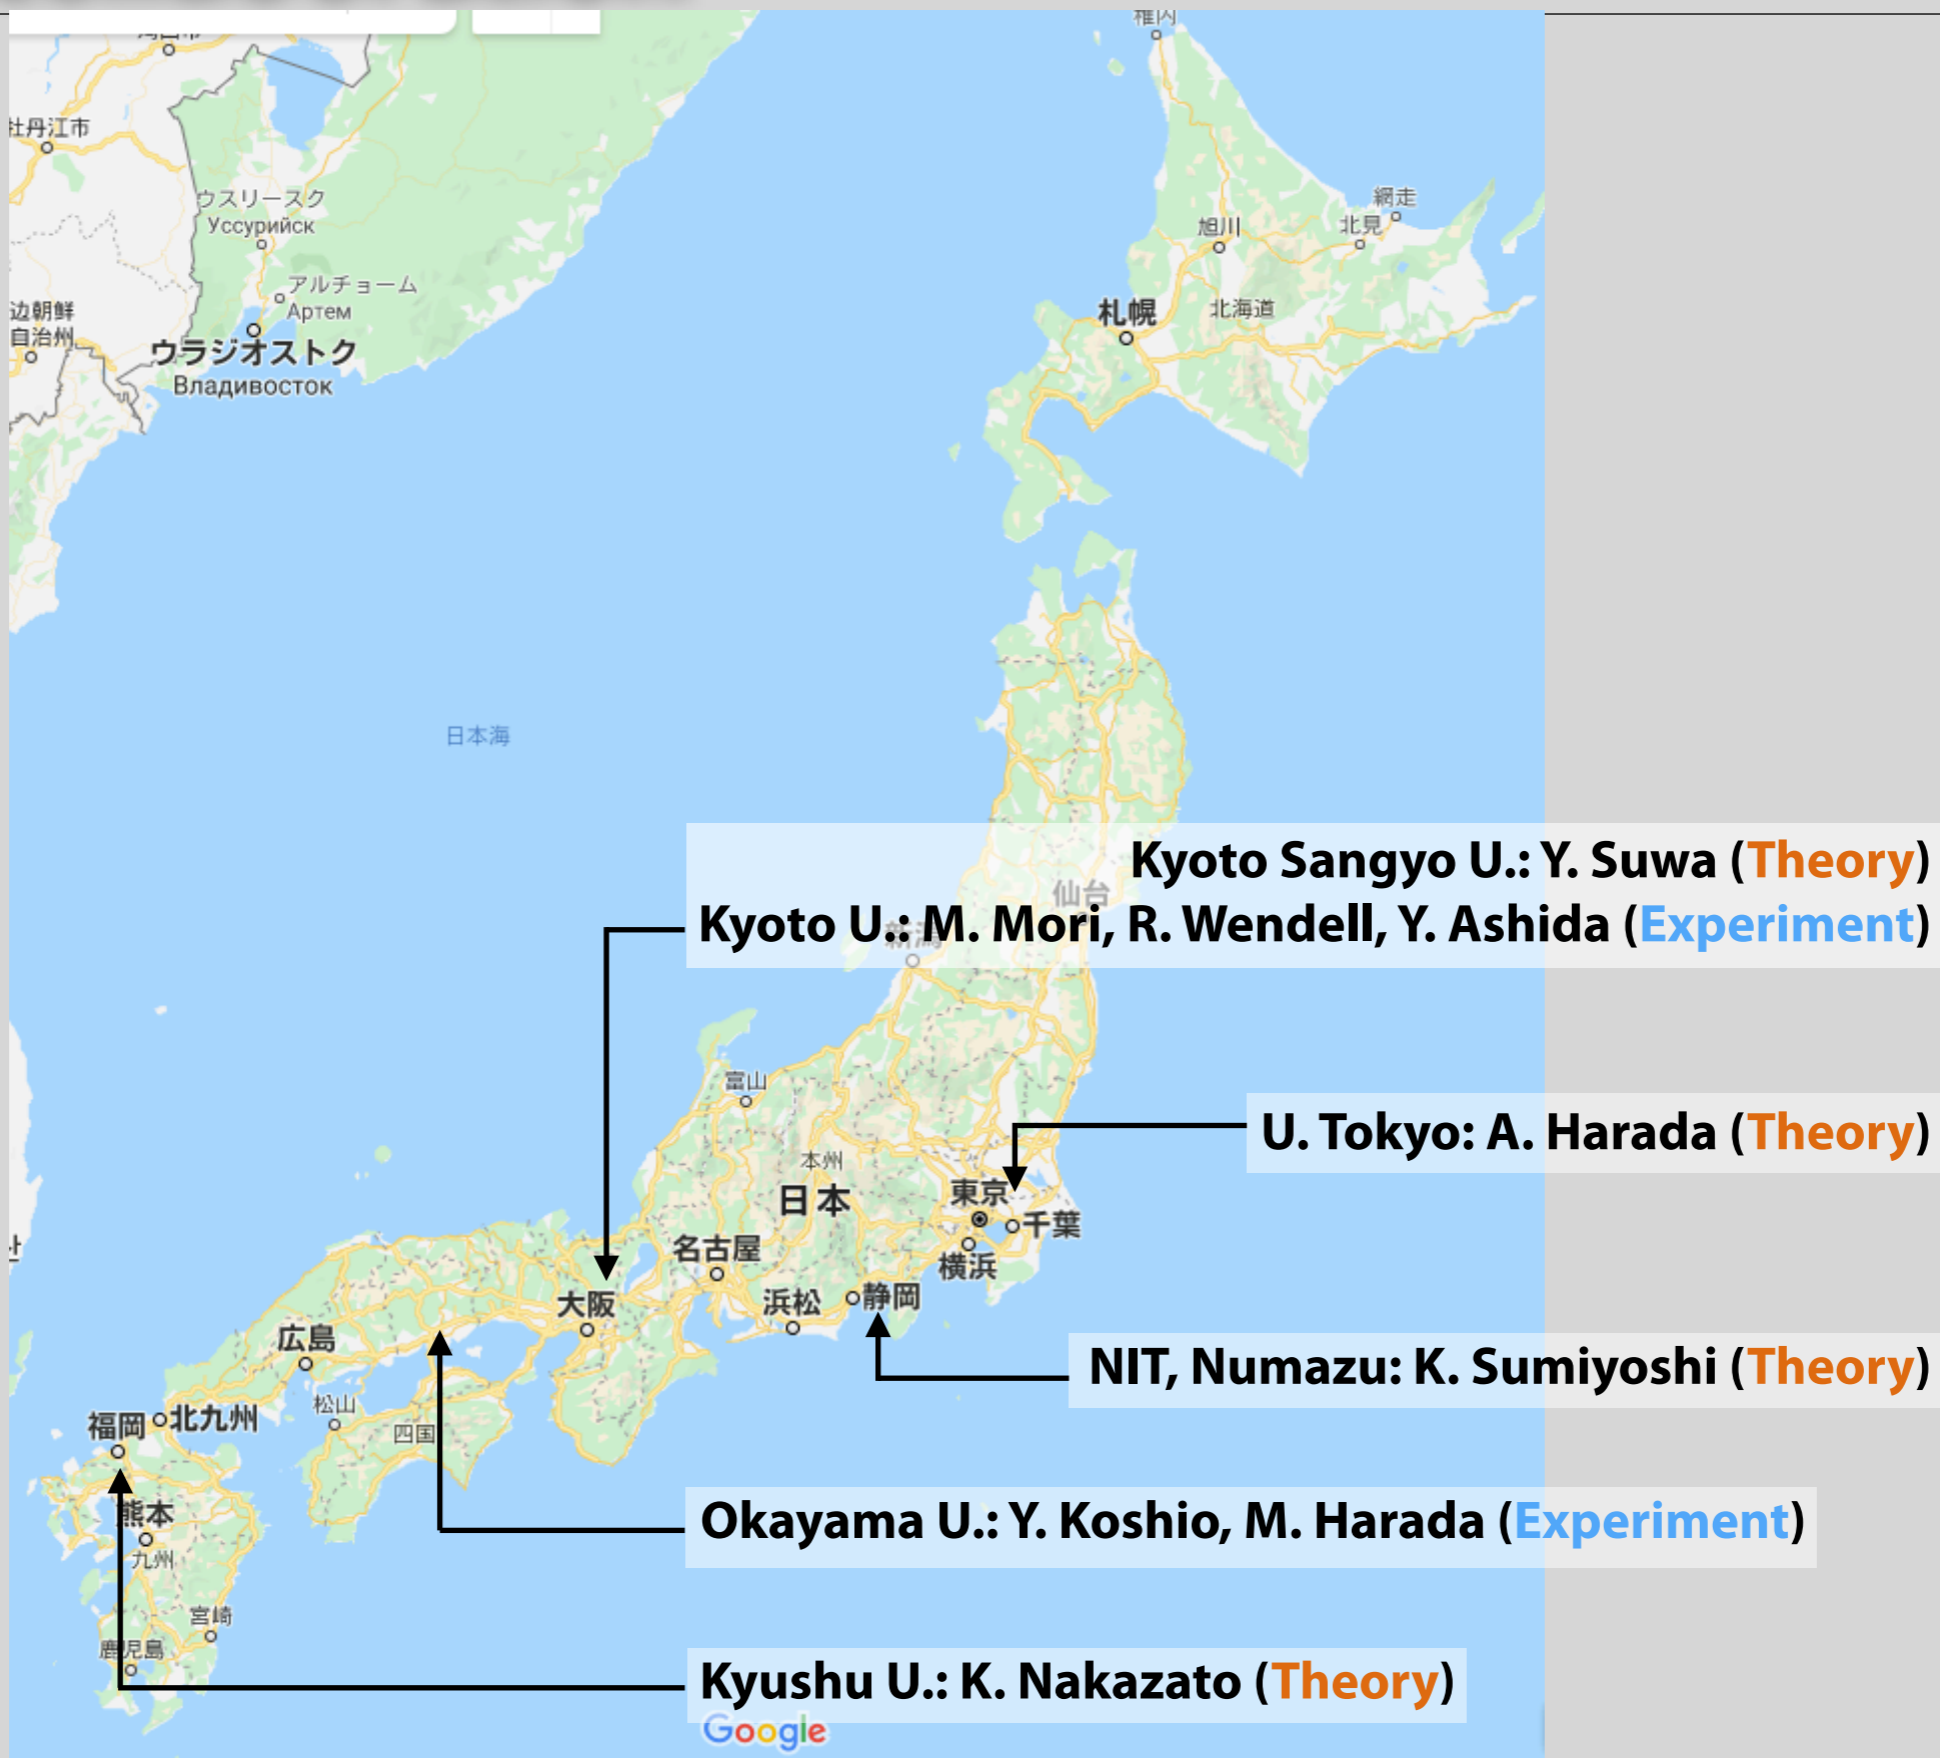 稚内
牡丹江市
ウスリースク
Уссурийск
網走
旭川
北見
アルチョーム
Артем
边朝鲜
自治州
札幌
北海道
ウラジオストク
Владивосток
日本海
Kyoto Sangyo U.: Y. Suwa (Theory)
仙台
Kyoto U.: M. Mori, R. Wendell, Y. Ashida (Experiment)
新潟
富山
U. Tokyo: A. Harada (Theory)
本州
日本
東京
千葉
名古屋
横浜
大阪
浜松
静岡
広島
NIT, Numazu: K. Sumiyoshi (Theory)
松山
福岡
北九州
四国
熊本
Okayama U.: Y. Koshio, M. Harada (Experiment)
九州
宮崎
鹿児島
Kyushu U.: K. Nakazato (Theory)
Google